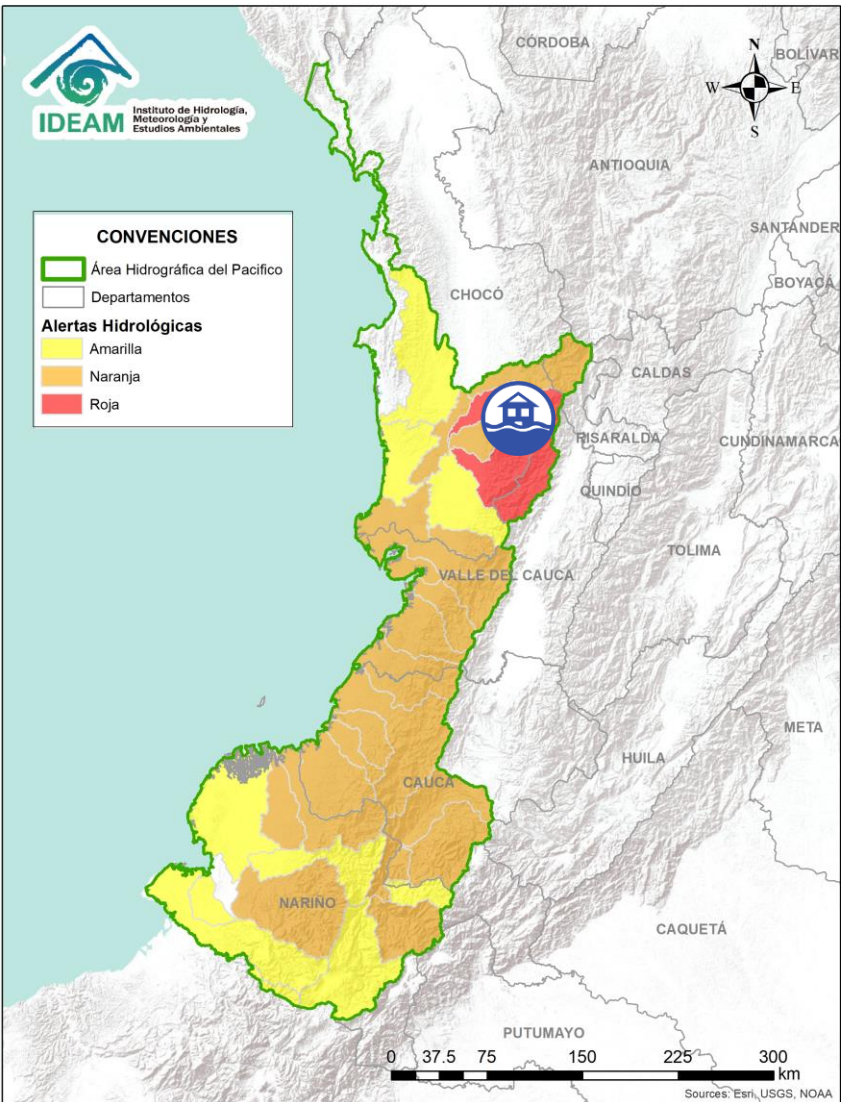 IDEAM
Instituto de Hidrología,
Meteorología y
Estudios Ambientales
N
W
E
S
CÓRDOBA
BOLÍVAR
ANTIOQUIA
SANTANDER
BOYACÁ
CHOCÓ
CALDAS
RISARALDA
CUNDINAMARCA
QUINDÍO
TOLIMA
VALLE DEL CAUCA
META
HUILA
CAUCA
NARIÑO
CAQUETÁ
PUTUMAYO
CONVENCIONES
Área Hidrográfica del Pacifico
Departamentos
Alertas Hidrológicas
Amarilla
Naranja
Roja
0 37.5 75 150 225 300
km
Sources: Esri, USGS, NOAA